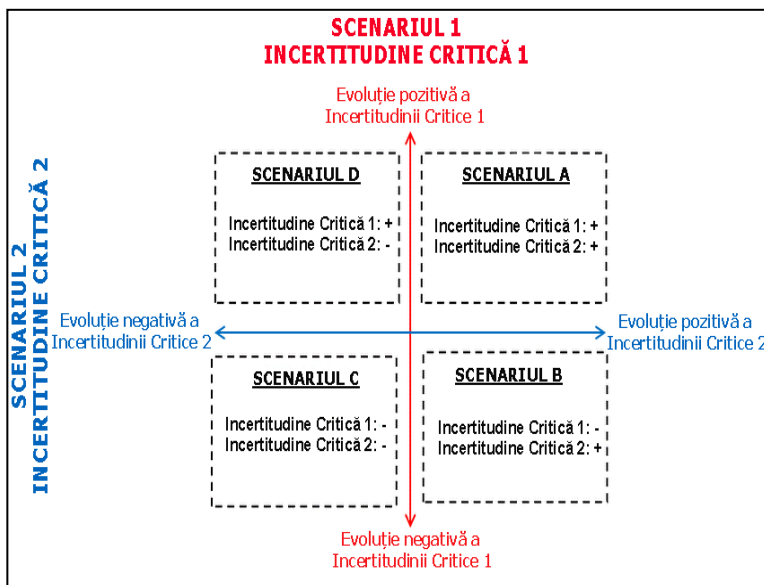 SCENARIUL 1
INCERTITUDINE CRITICĂ 1
Evoluție pozitivă a
Incertitudinii Critice 1
SCENARIUL 2
INCERTITUDINE CRITICĂ 2
SCENARIUL D
Incertitudine Critică 1: +
Incertitudine Critică 2: -
SCENARIUL A
Incertitudine Critică 1: +
Incertitudine Critică 2: +
Evoluție negativă a
Incertitudinii Critice 2
Evoluție pozitivă a
Incertitudinii Critice 2
SCENARIUL C
Incertitudine Critică 1: -
Incertitudine Critică 2: -
SCENARIUL B
Incertitudine Critică 1: -
Incertitudine Critică 2: +
Evoluție negativă a
Incertitudinii Critice 1